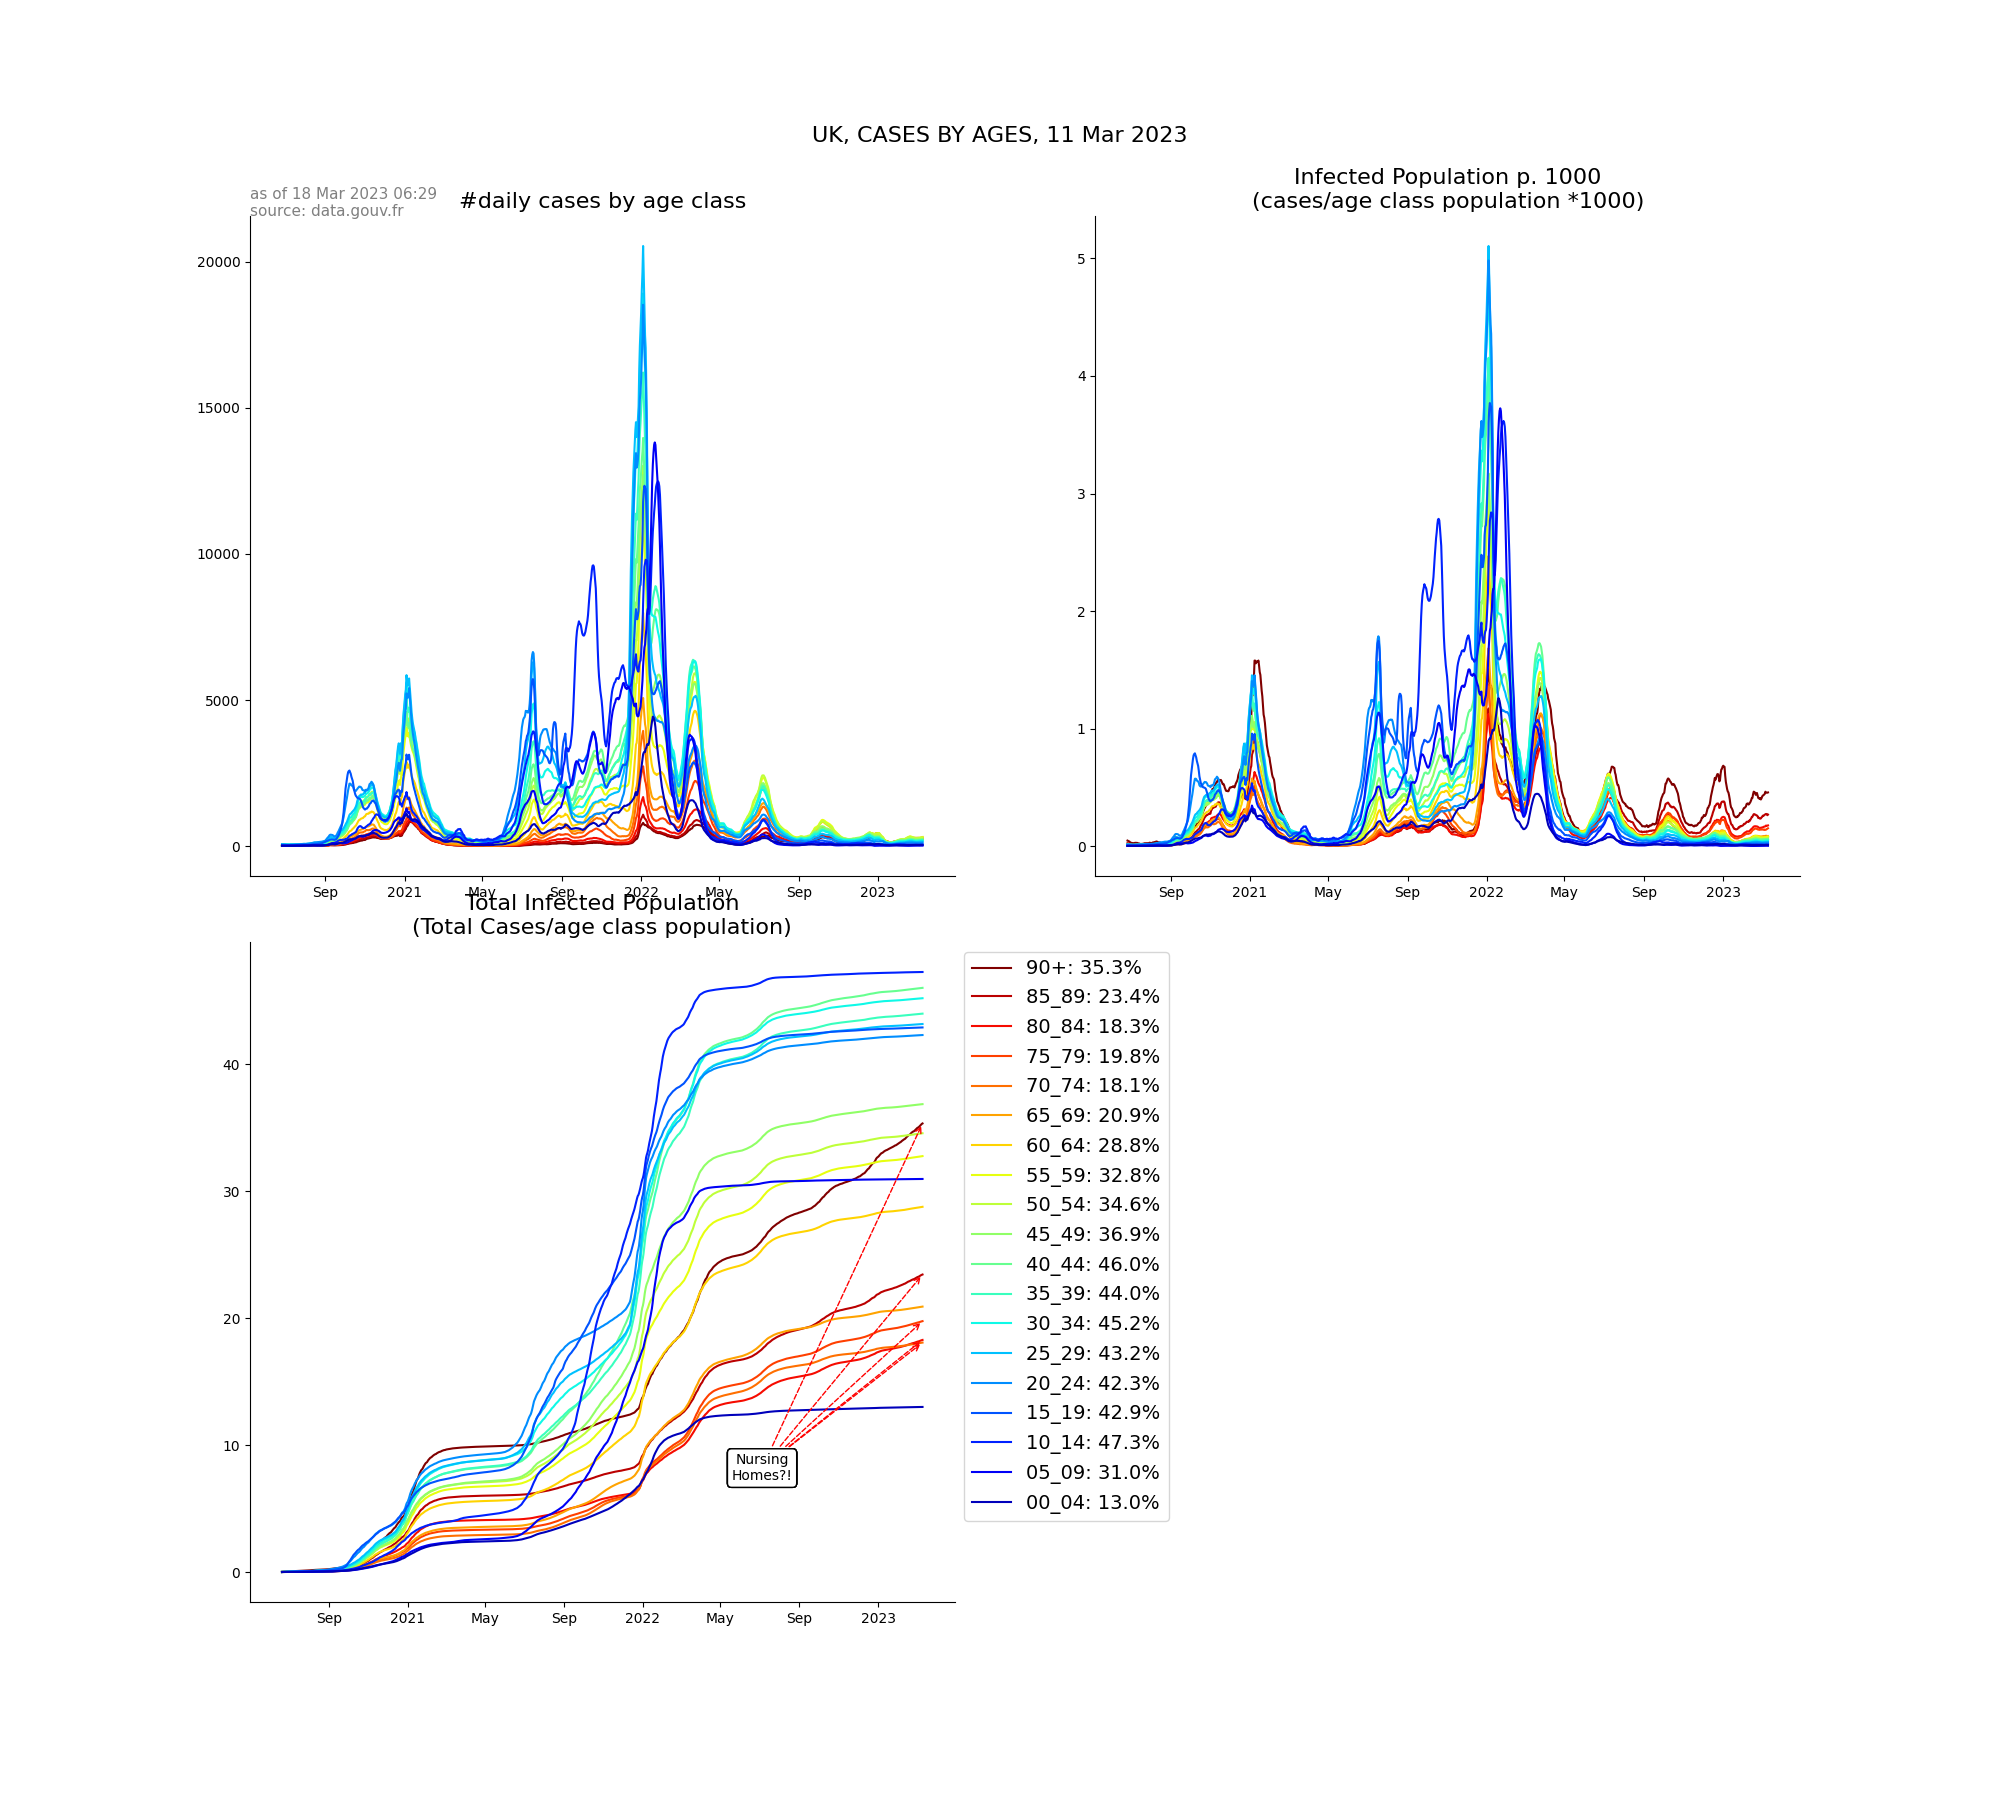 UK, CASES BY AGES, 11 Mar 2023
as of 18 Mar 2023 06:29
source: data.gouv.fr
#daily cases by age class
20000
15000
10000
5000
0
Sep 2021 May Sep 2022 May Sep 2023
Infected Population p. 1000
(cases/age class population *1000)
5
4
3
2
1
0
Sep 2021 May Sep 2022 May Sep 2023
Total Infected Population
(Total Cases/age class population)
40
30
20
10
0
Sep 2021 May Sep 2022 May Sep 2023
Nursing
Homes?!
90+: 35.3%
85_89: 23.4%
80_84: 18.3%
75_79: 19.8%
70_74: 18.1%
65_69: 20.9%
60_64: 28.8%
55_59: 32.8%
50_54: 34.6%
45_49: 36.9%
40_44: 46.0%
35_39: 44.0%
30_34: 45.2%
25_29: 43.2%
20_24: 42.3%
15_19: 42.9%
10_14: 47.3%
05_09: 31.0%
00_04: 13.0%